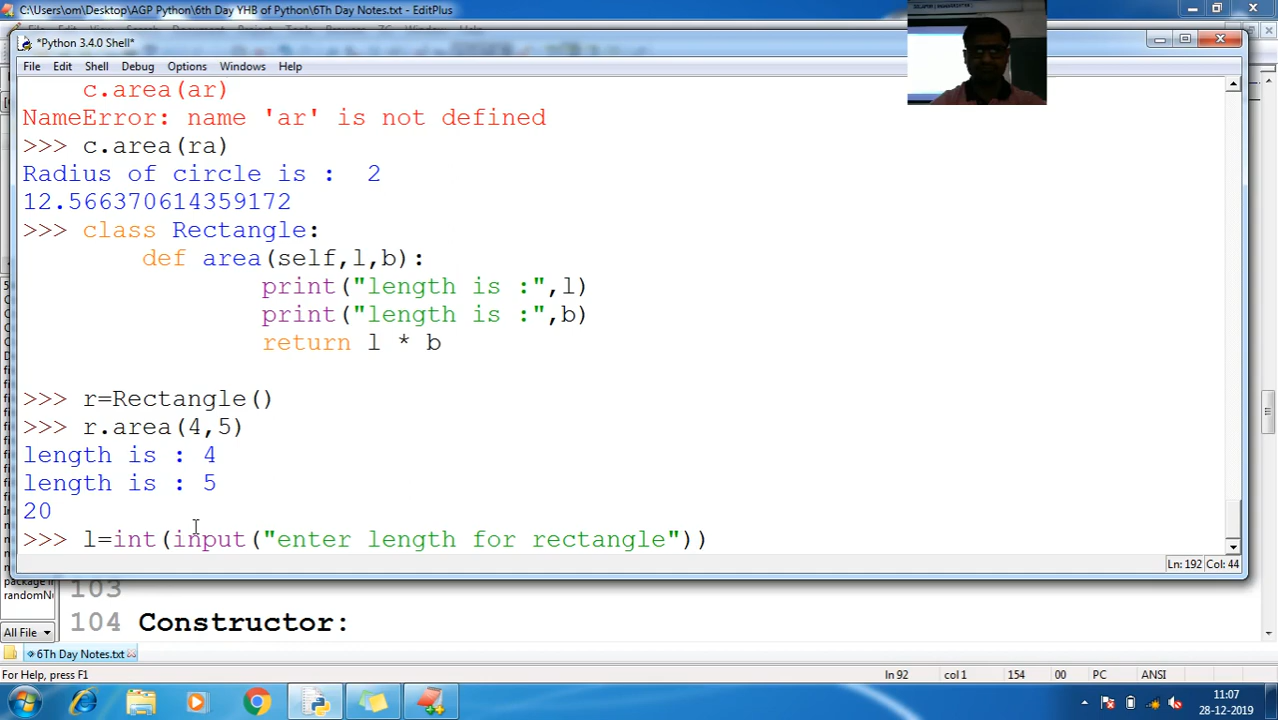 C:\Users\om\Desktop\AGP Python\6th Day YHB of Python\6Th Day Notes.txt - EditPlus
*Python 3.4.0 Shell*
File Edit Shell Debug Options Windows Help
c.area(ar)
NameError: name 'ar' is not defined
>>> c.area(ra)
Radius of circle is :  2
12.566370614359172
>>> class Rectangle:
def area(self,l,b):
print("length is :",l)
print("length is :",b)
return l * b
>>> r=Rectangle()
>>> r.area(4,5)
length is : 4
length is : 5
20
>>> l=int(input("enter length for rectangle"))
Ln: 192 Col: 44
103
randomNu
104 Constructor:
All File
6Th Day Notes.txt
For Help, press F1
ln 92 col 1 154 00 PC ANSI
11:07
28-12-2019